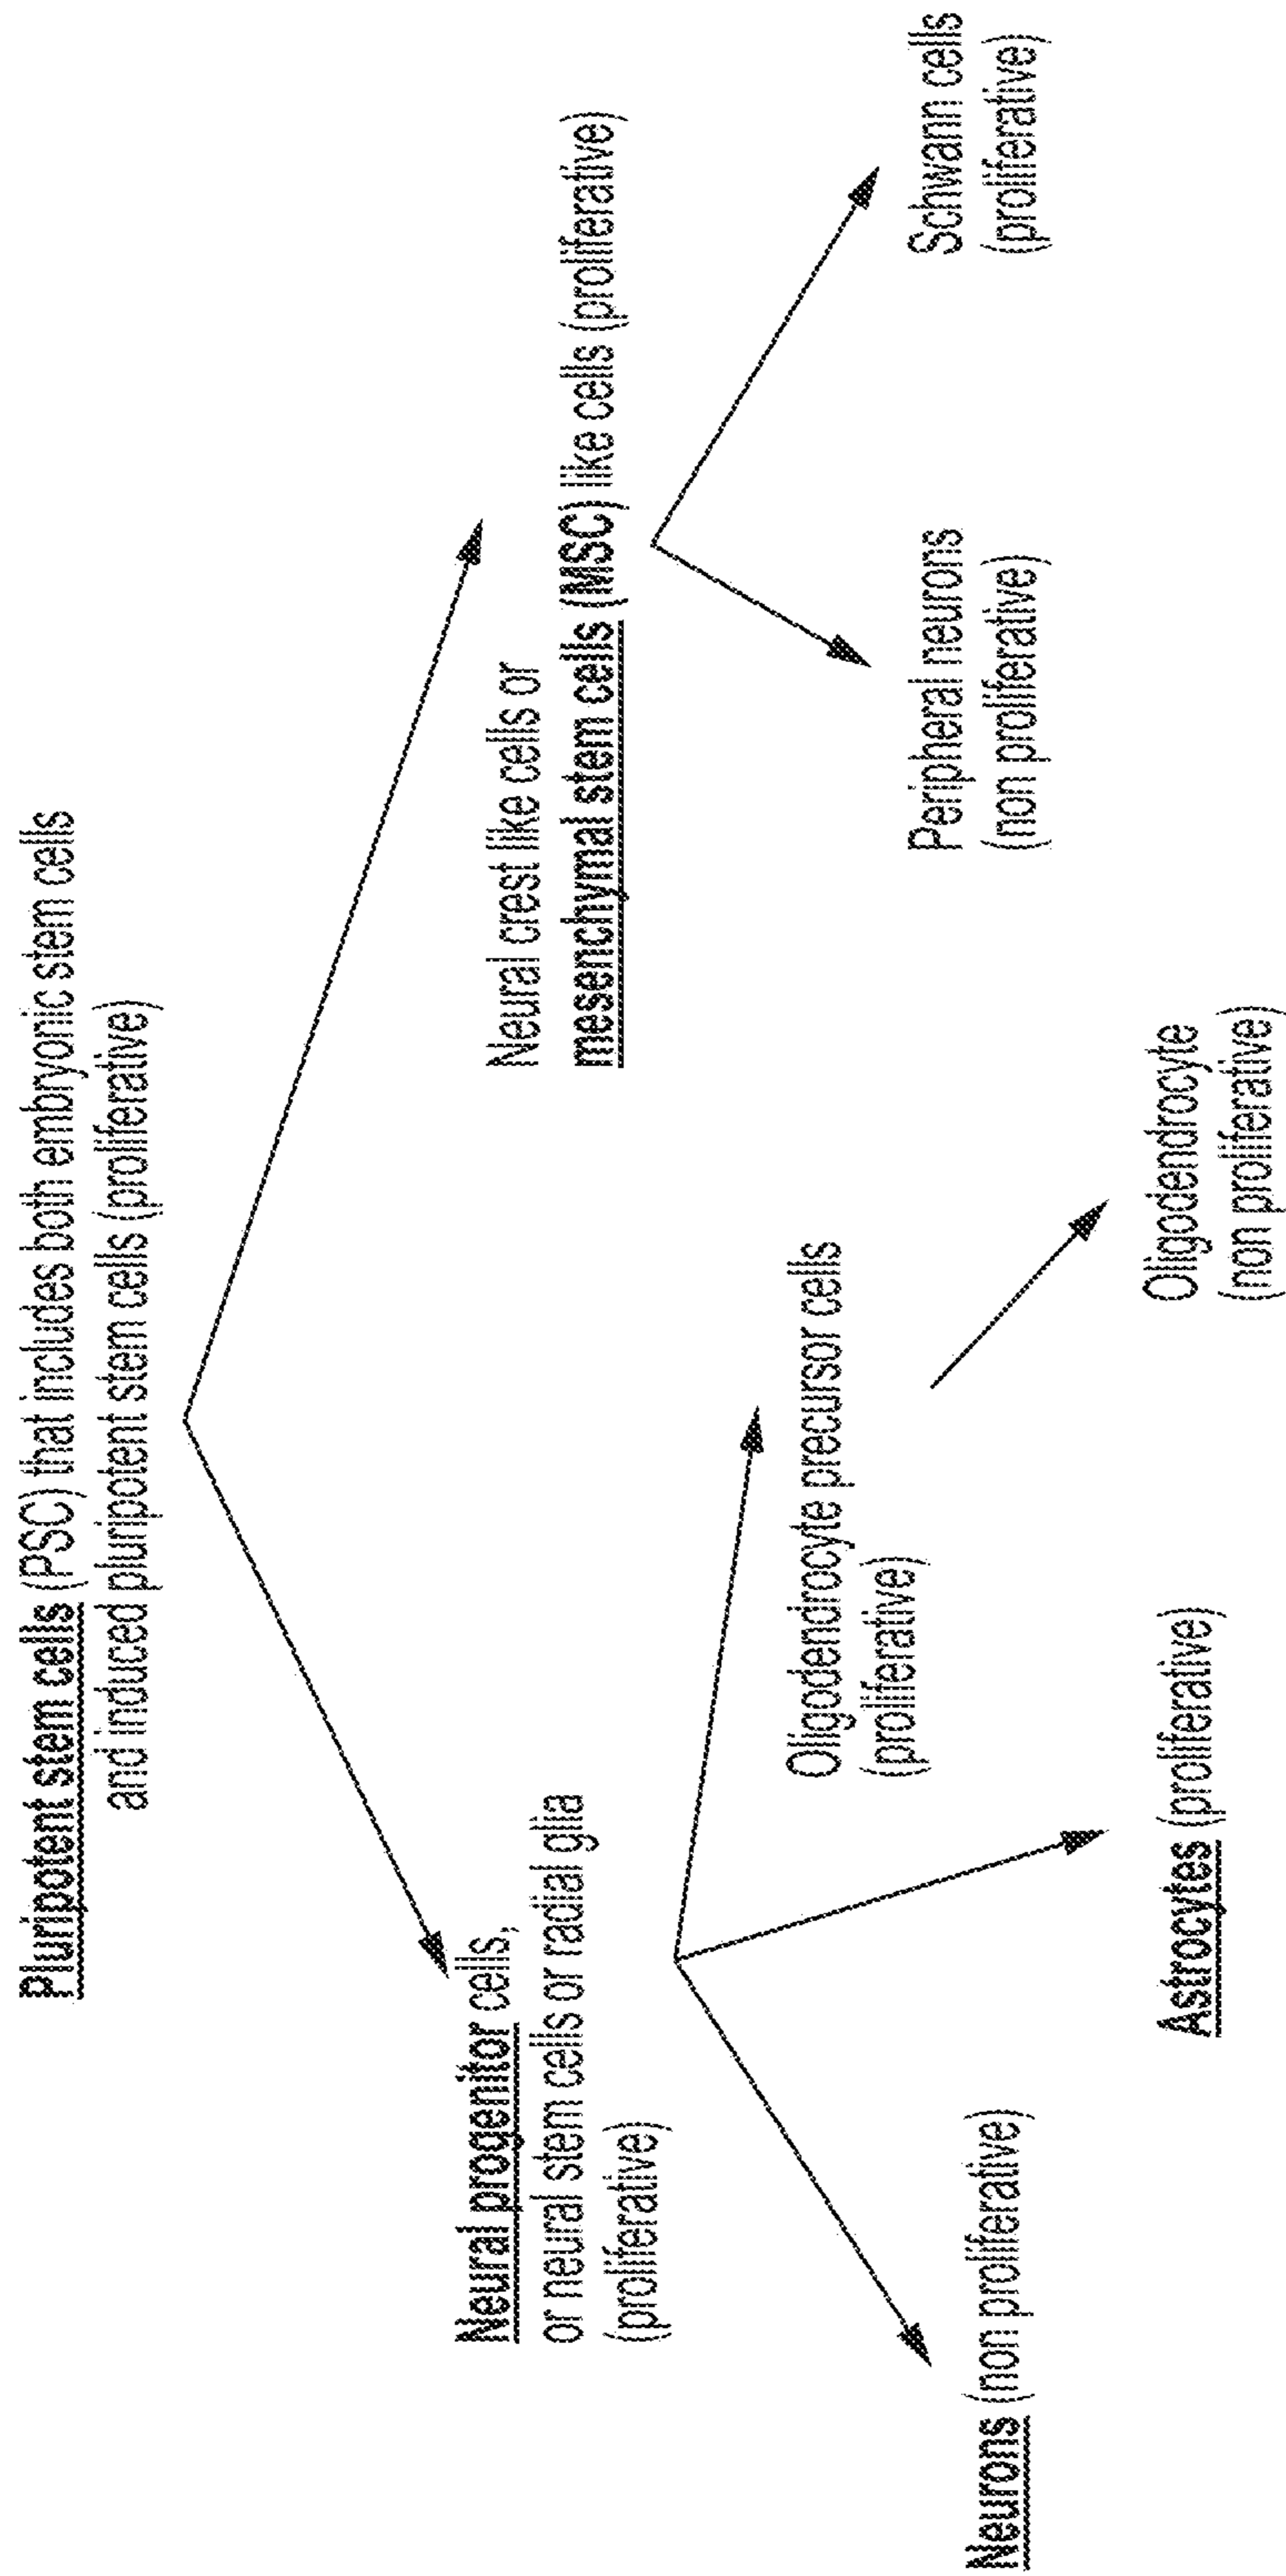 Pluripotent stem cells (PSC) that includes both embryonic stem cells
and induced pluripotent stem cells (proliferative)
Neural progenitor cells,
or neural stem cells or radial glia
(proliferative)
Neural crest like cells or
mesenchymal stem cells (MSC) like cells (proliferative)
Neurons (non proliferative)
Astrocytes (proliferative)
Oligodendrocyte precursor cells
(proliferative)
Oligodendrocyte
(non proliferative)
Peripheral neurons
(non proliferative)
Schwann cells
(proliferative)